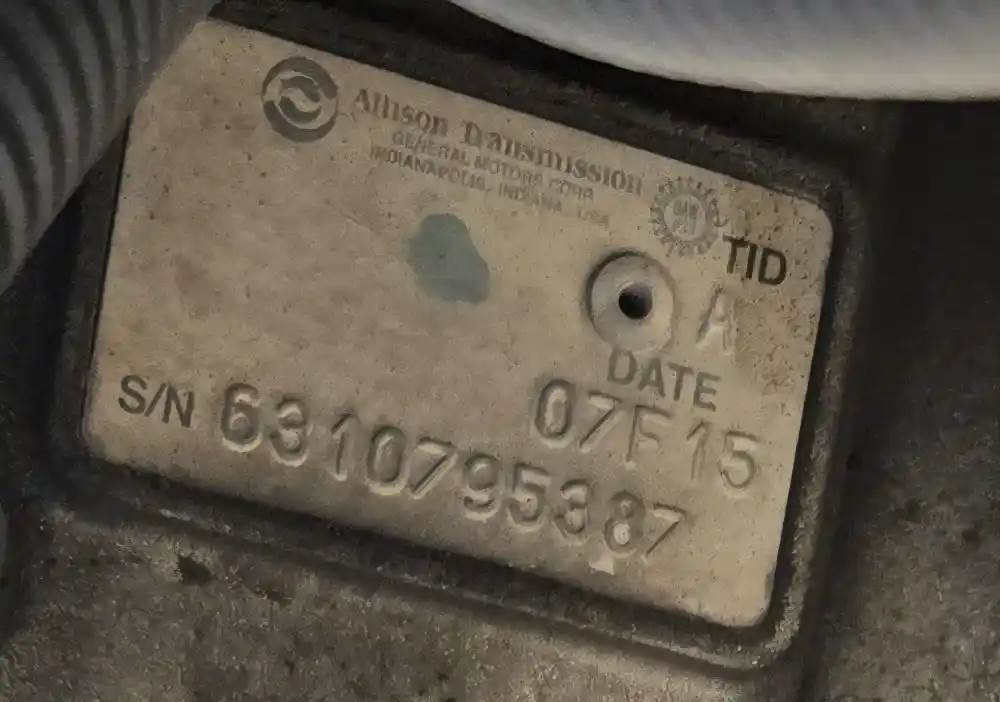 Allison Transmission
GENERAL MOTORS CORP
INDIANAPOLIS, INDIANA, USA
TID
A
DATE
07F15
S/N 6310795387